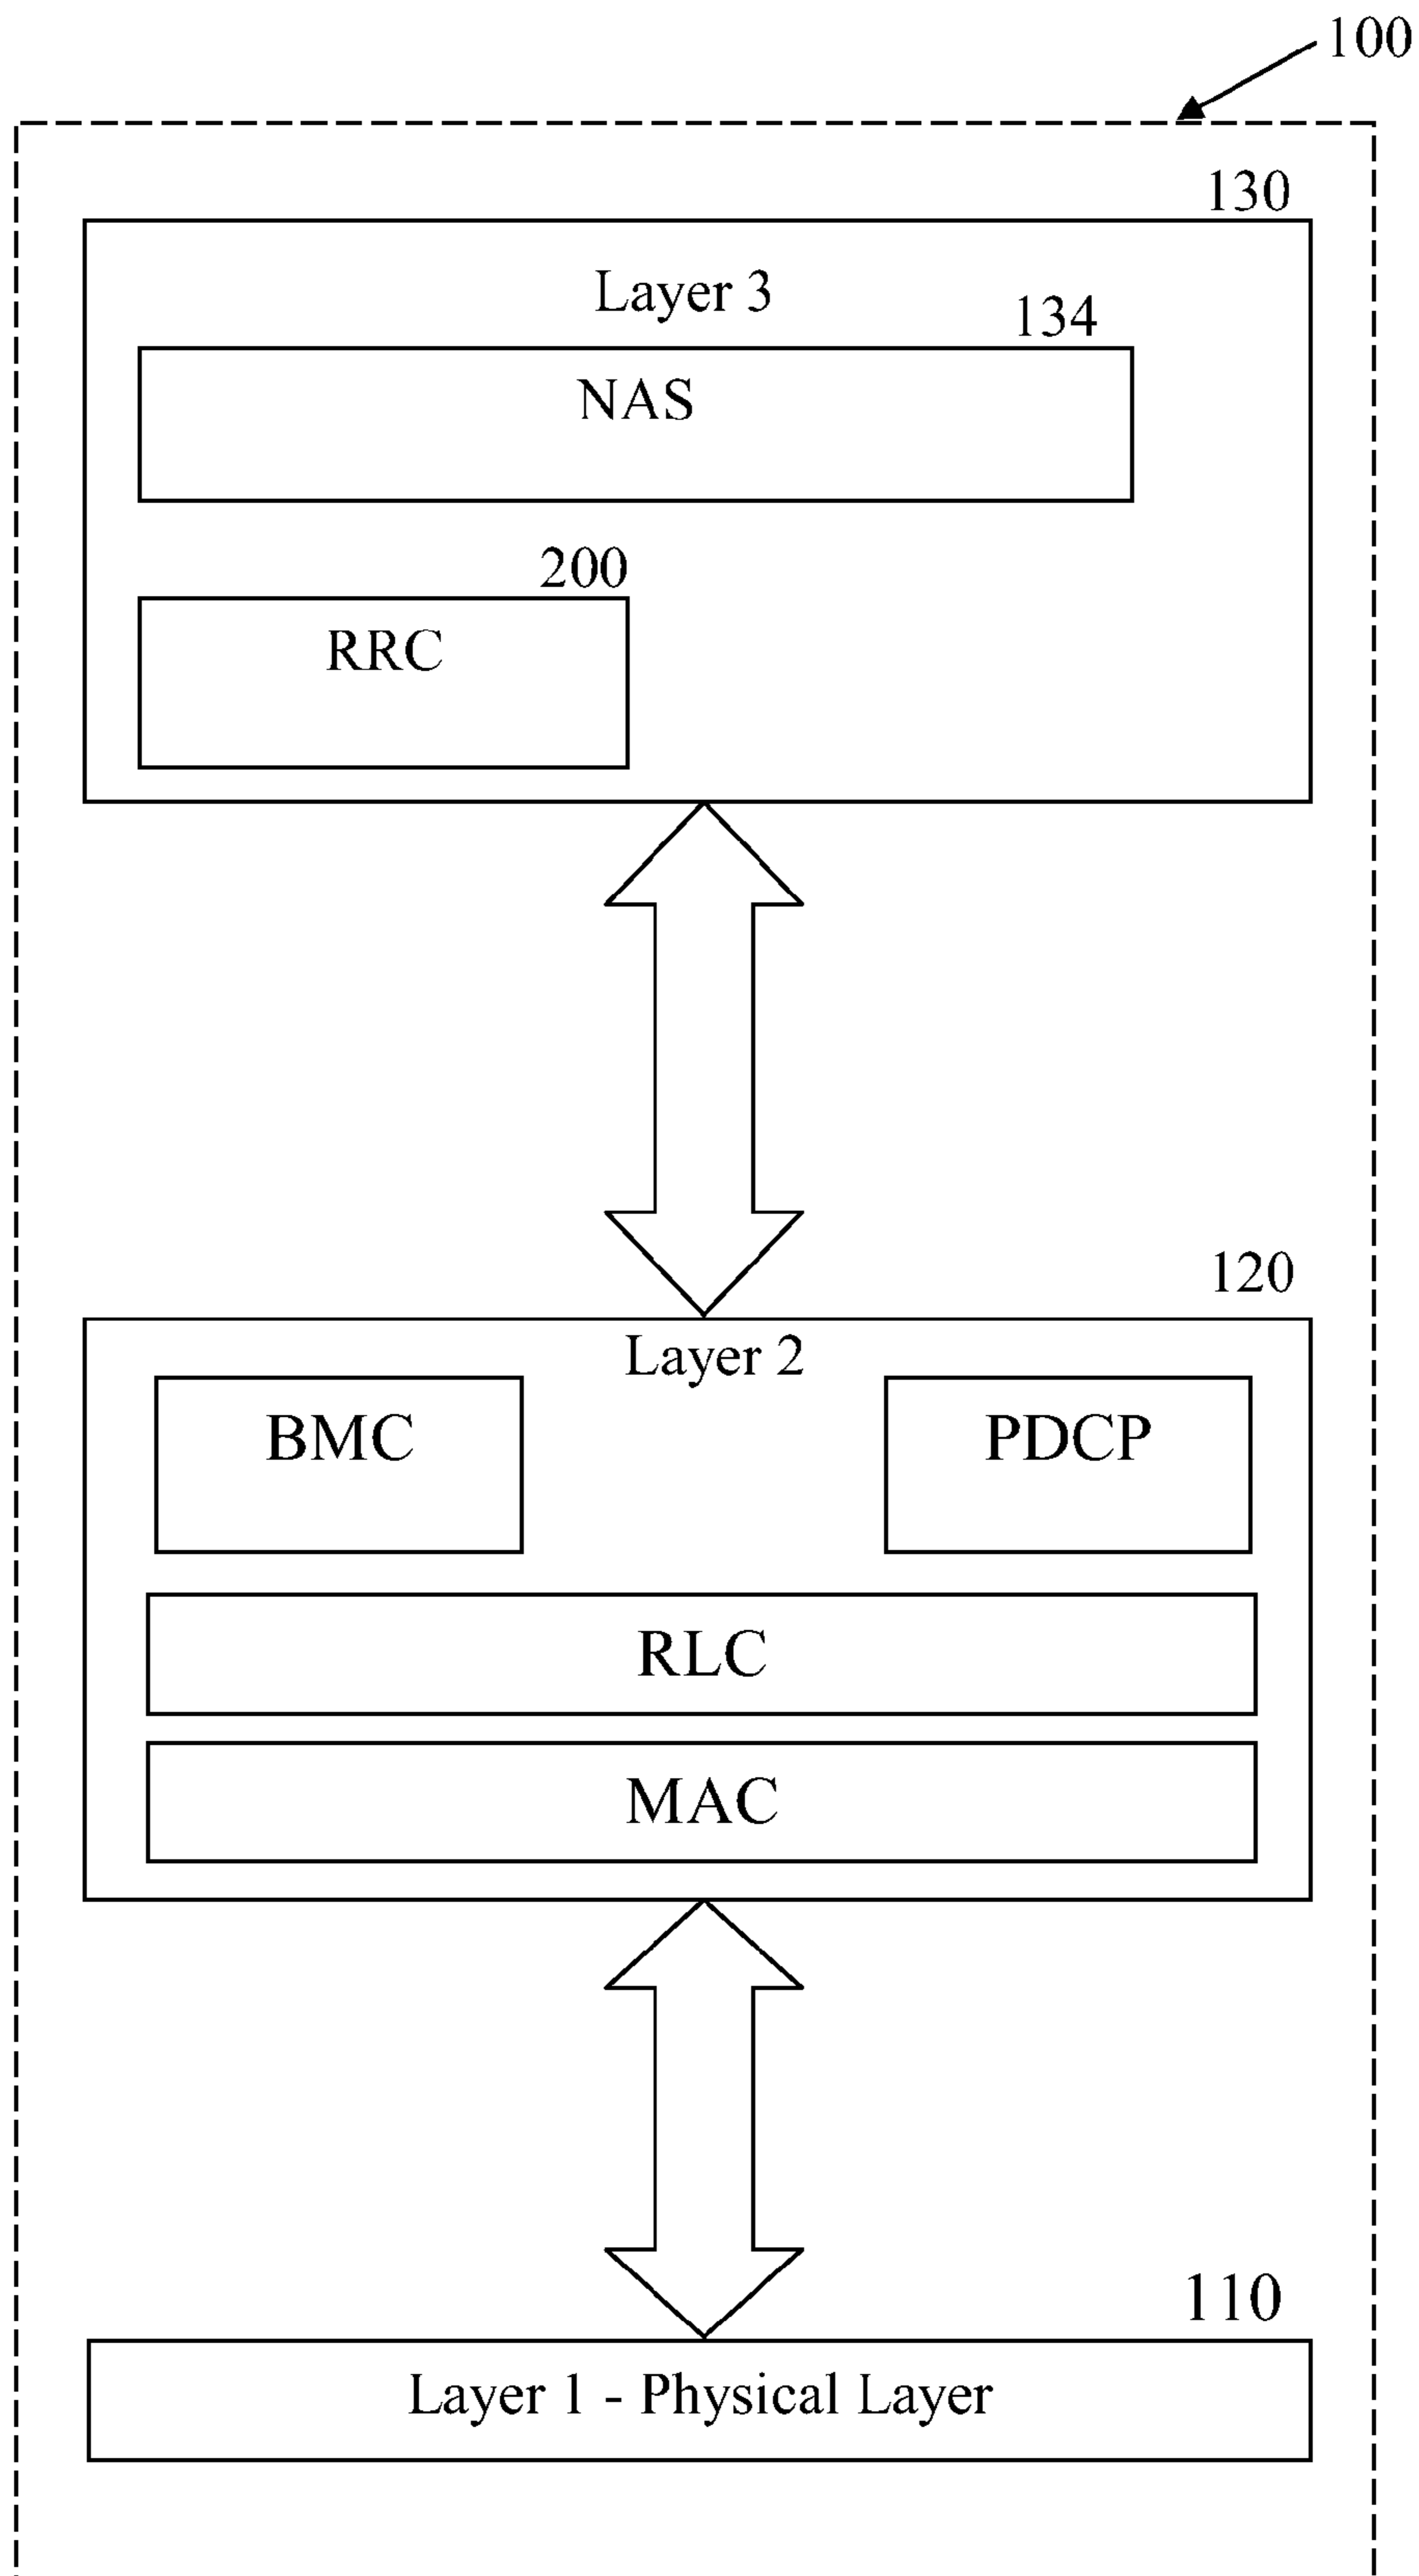 100
130
Layer 3
134
NAS
200
RRC
120
Layer 2
BMC
PDCP
RLC
MAC
110
Layer 1 - Physical Layer